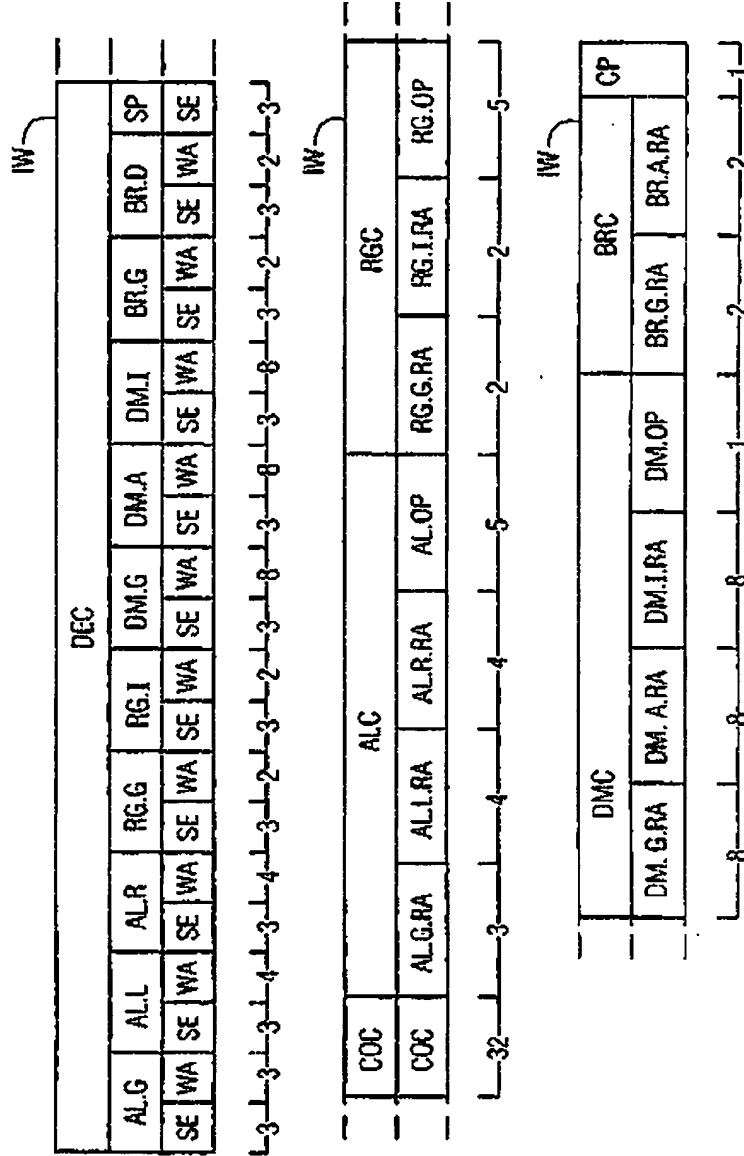 IW
DEC
AL.G AL.L AL.R RG.G RG.I DM.G DM.A DM.I BR.G BR.D SP
SE WA SE WA SE WA SE WA SE WA SE WA SE WA SE WA SE WA SE WA SE
3 3 3 4 3 4 3 2 3 2 3 8 3 8 3 8 3 2 3 2 3
IW
COC ALC RGC
COC ALG.RA AL.L.RA AL.R.RA AL.OP RG.G.RA RG.I.RA RG.OP
32 3 4 4 5 2 2 5
IW
DMC BRC CP
DM. G.RA DM. A.RA DM.I.RA DM.OP BR.G.RA BR.A.RA
8 8 8 1 2 2 1